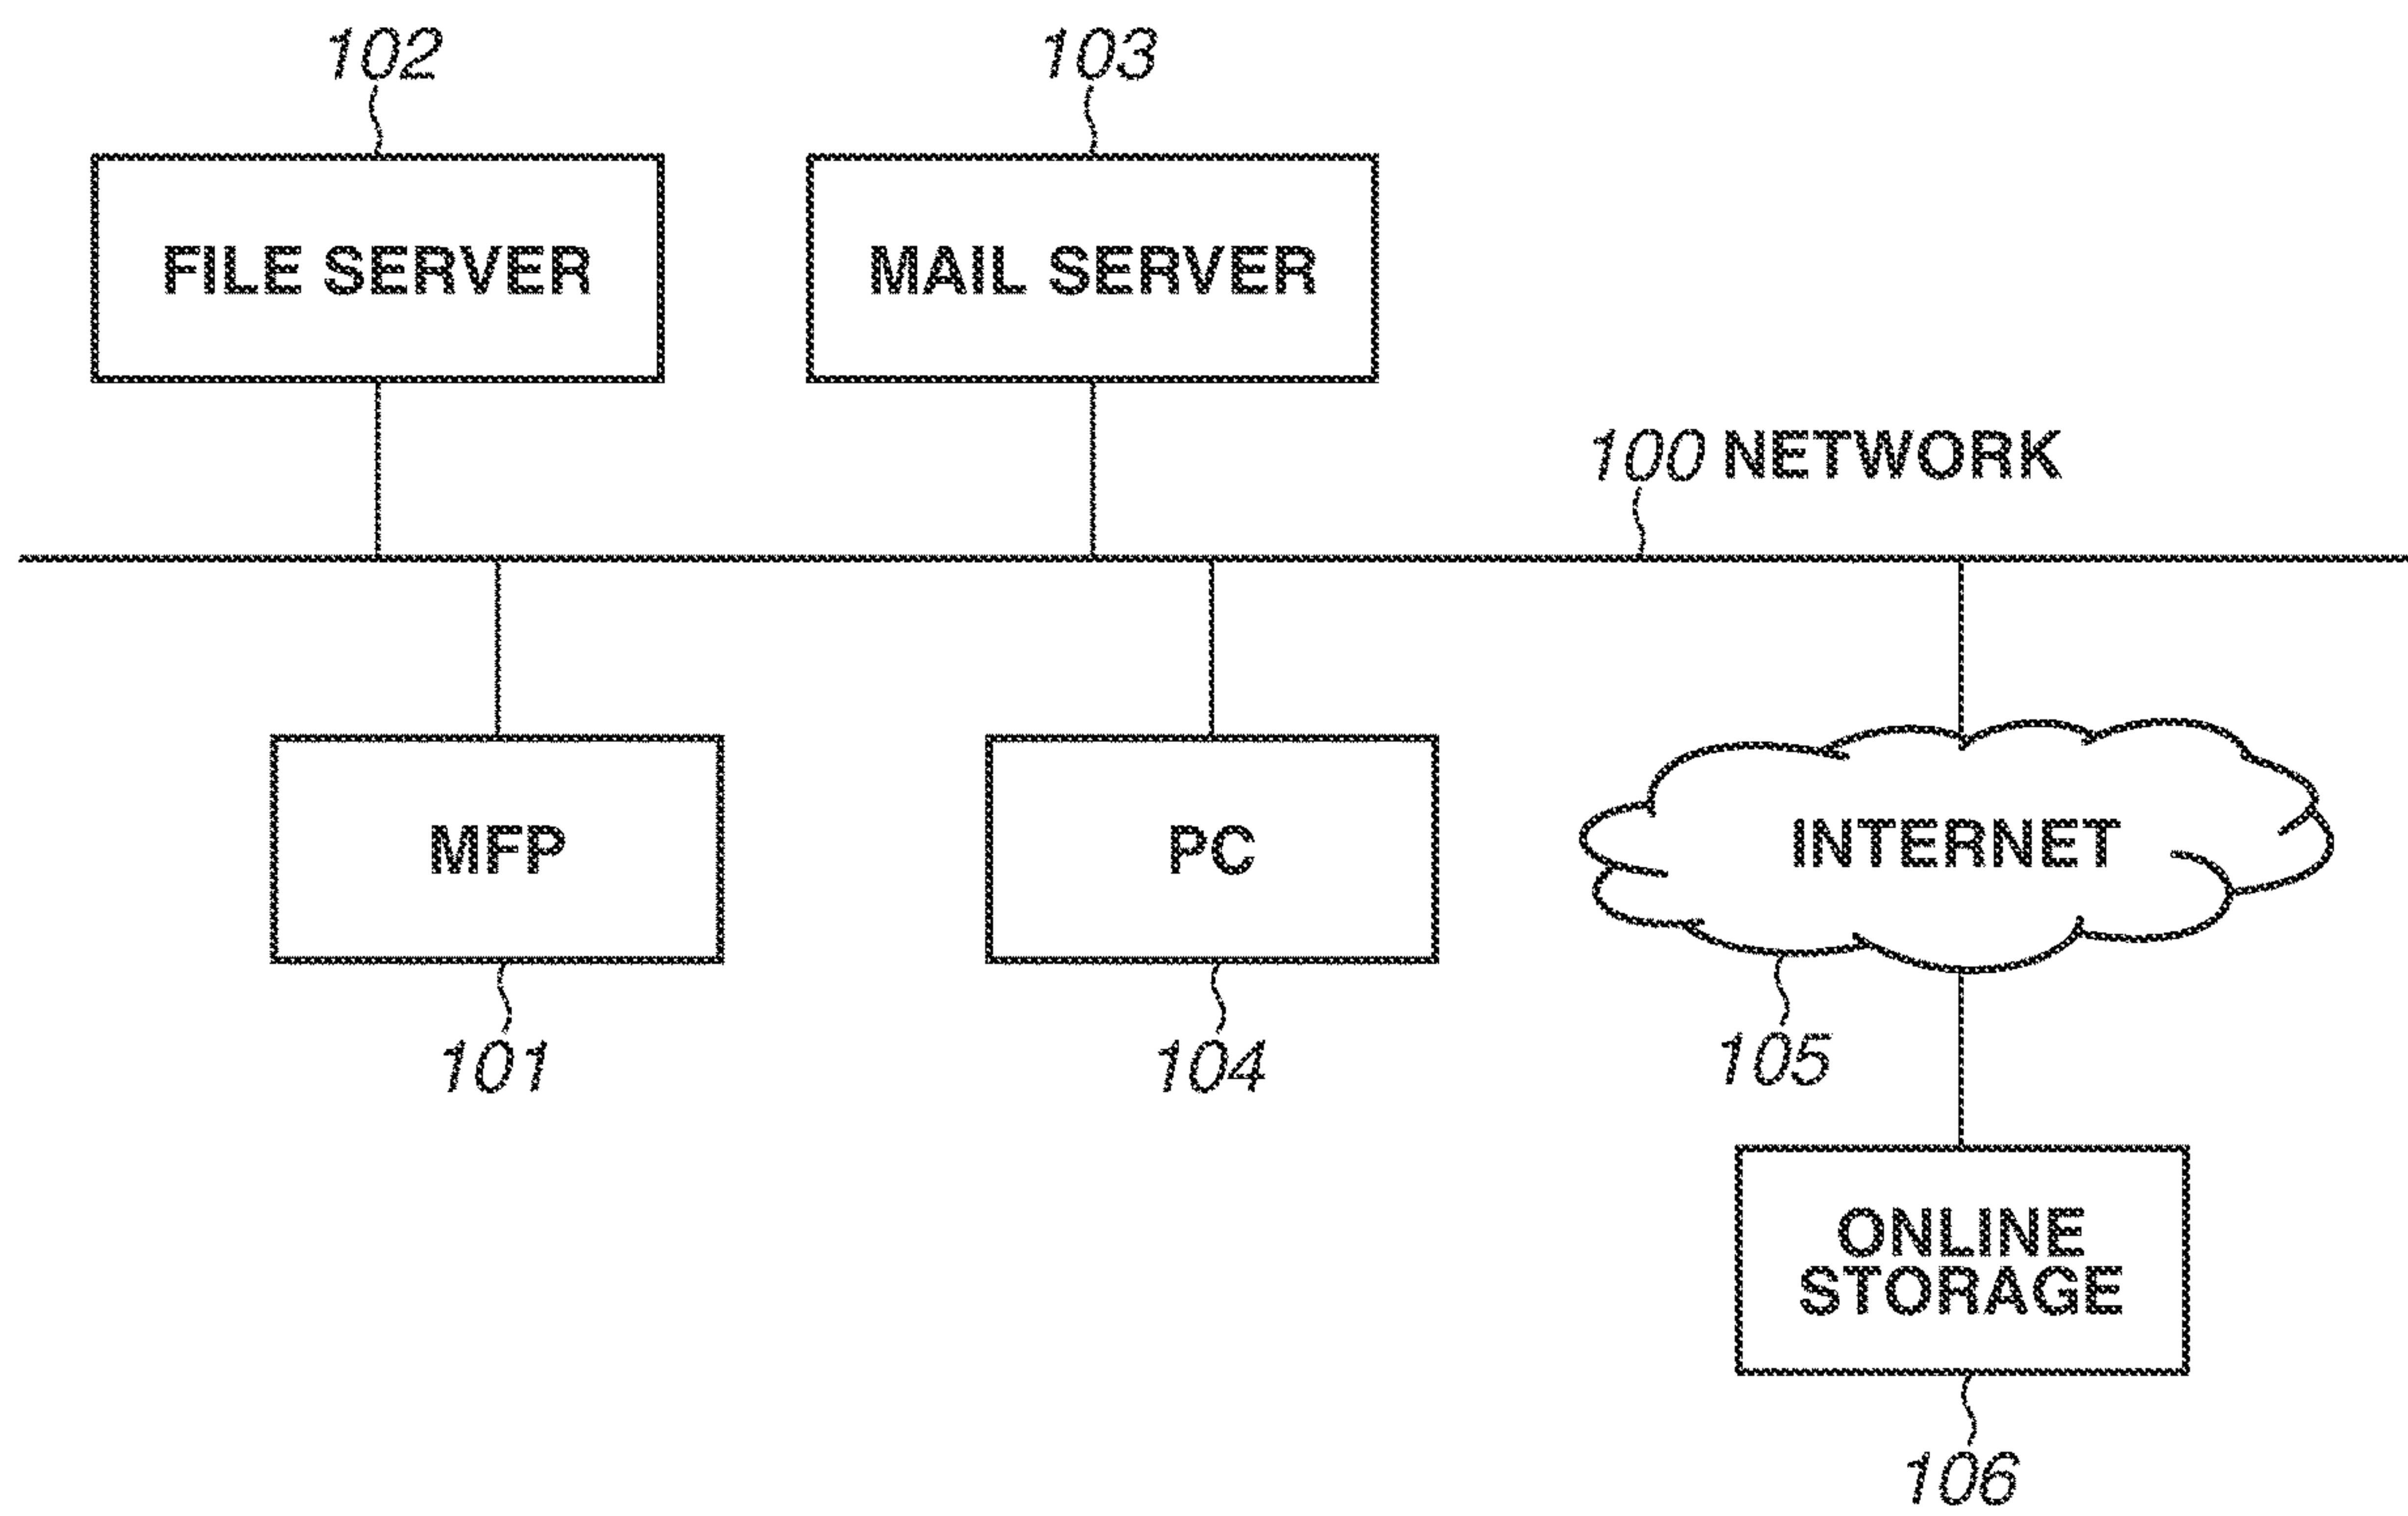 102
103
FILE SERVER
MAIL SERVER
100 NETWORK
MFP
PC
INTERNET
101
104
105
ONLINE
STORAGE
106